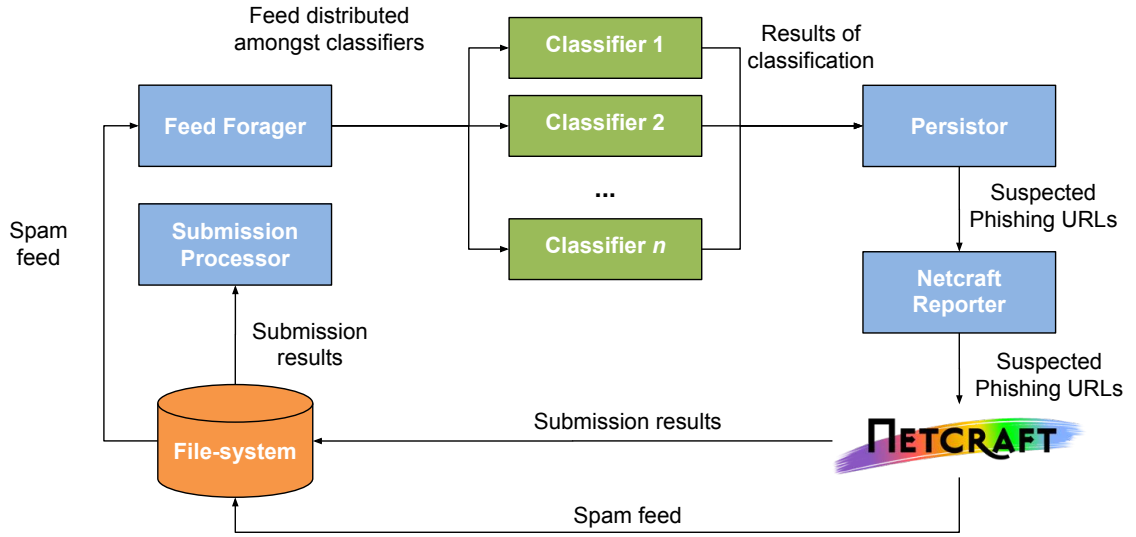 Feed distributed
amongst classifiers
Classifier 1
Results of
classification
Feed Forager
Classifier 2
Persistor
...
Suspected
Phishing URLs
Spam
feed
Submission
Processor
Classifier n
Netcraft
Reporter
Submission
results
Suspected
Phishing URLs
File-system
Submission results
NETCRAFT
Spam feed